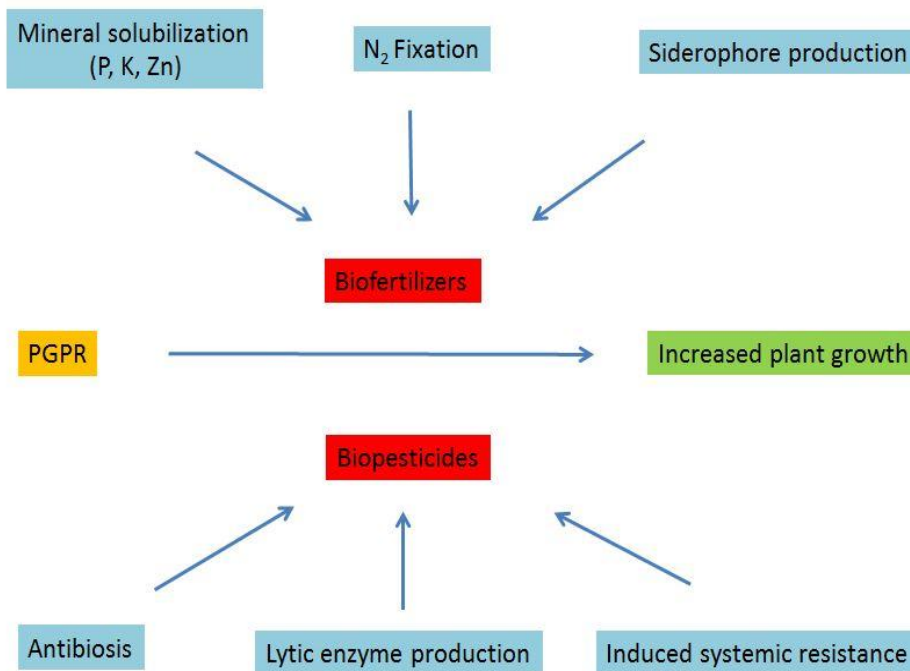 Mineral solubilization
(P, K, Zn)
N₂ Fixation
Siderophore production
Biofertilizers
PGPR
Increased plant growth
Biopesticides
Antibiosis
Lytic enzyme production
Induced systemic resistance